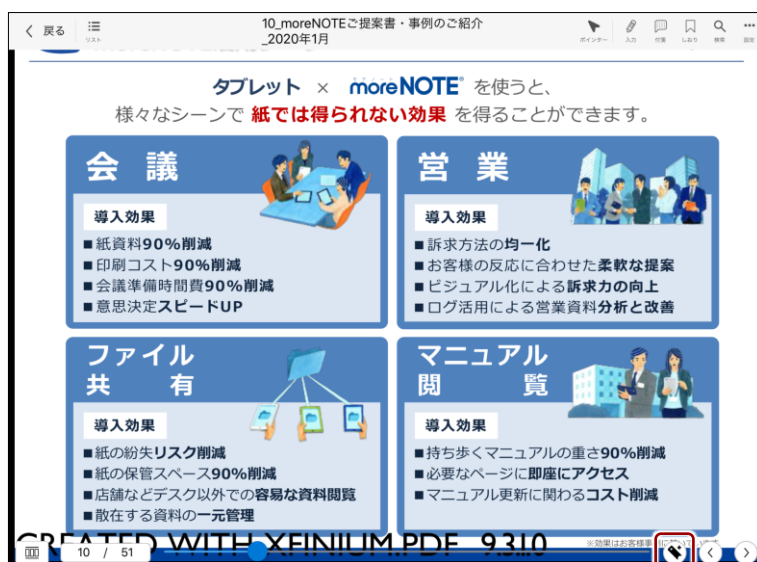 戻る
リスト
10_moreNOTEご提案書・事例のご紹介
_2020年1月
ポインター
入力
付箋
しおり
検索
設定
タブレット × moreNOTE を使うと、
様々なシーンで 紙では得られない効果 を得ることができます。
会 議
導入効果
■紙資料90%削減
■印刷コスト90%削減
■会議準備時間費90%削減
■意思決定スピードUP
営 業
導入効果
■訴求方法の均一化
■お客様の反応に合わせた柔軟な提案
■ビジュアル化による訴求力の向上
■ログ活用による営業資料分析と改善
ファイル
共 有
導入効果
■紙の紛失リスク削減
■紙の保管スペース90%削減
■店舗などデスク以外での容易な資料閲覧
■散在する資料の一元管理
マニュアル
閲 覧
導入効果
■持ち歩くマニュアルの重さ90%削減
■必要なページに即座にアクセス
■マニュアル更新に関わるコスト削減
※効果はお客様事例
CREATED WITH XFINIUM.PDF 9.3.1.0
10 / 51